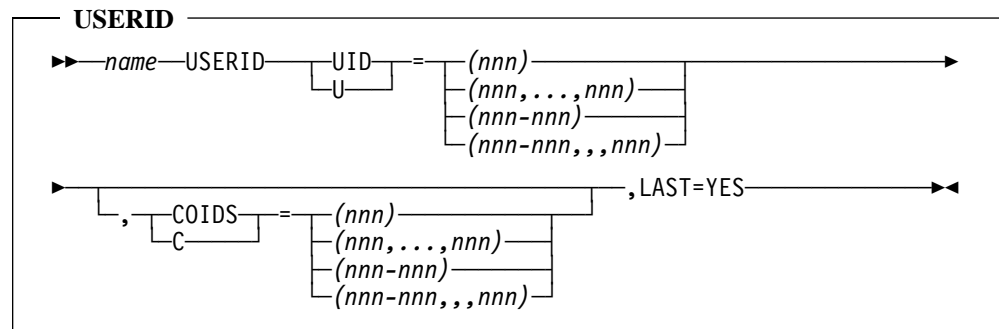 USERID
name USERID UID = (nnn)
U (nnn,...,nnn)
(nnn-nnn)
(nnn-nnn,,,nnn)
,LAST=YES
, COIDS = (nnn)
C (nnn,...,nnn)
(nnn-nnn)
(nnn-nnn,,,nnn)